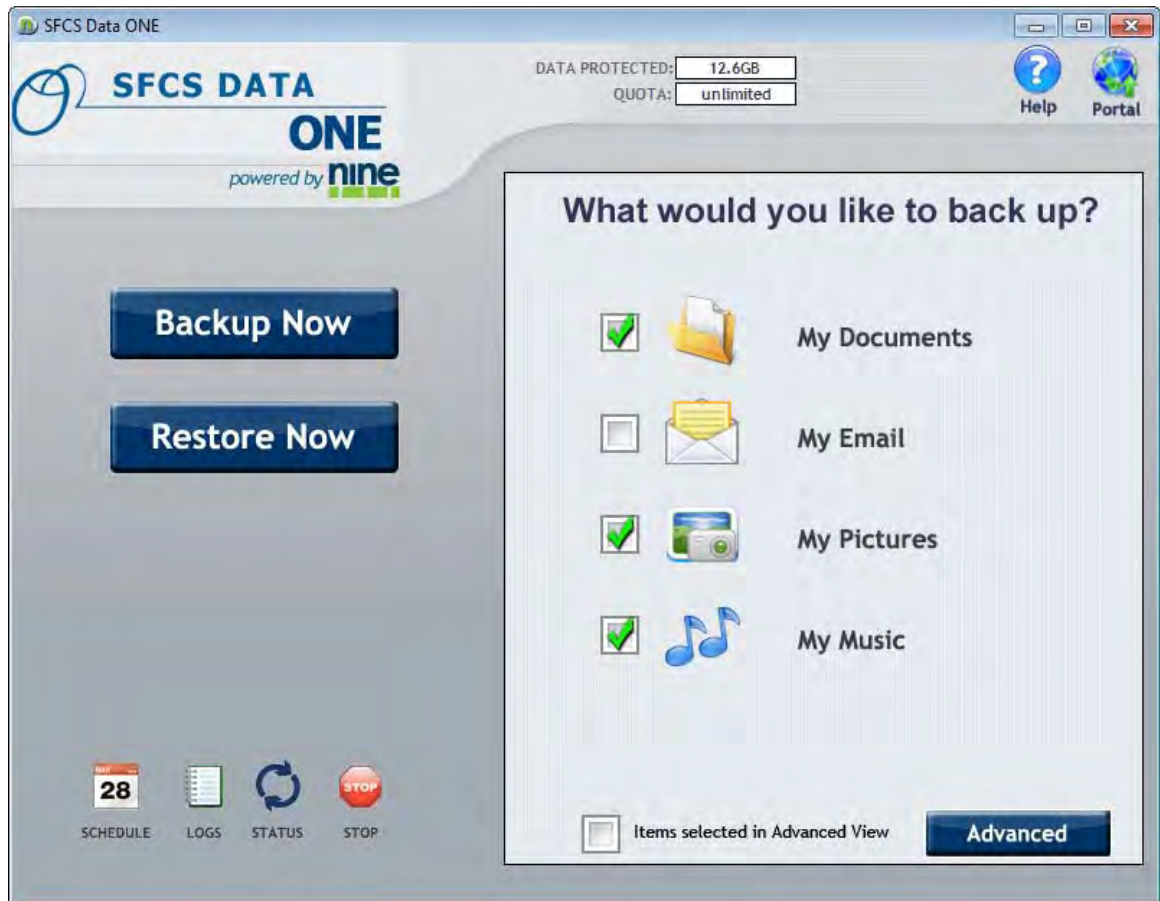 SFCS Data ONE
SFCS DATA
ONE
powered by nine
DATA PROTECTED: 12.6GB
QUOTA: unlimited
Help
Portal
What would you like to back up?
Backup Now
Restore Now
My Documents
My Email
My Pictures
My Music
28
STOP
SCHEDULE
LOGS
STATUS
STOP
Items selected in Advanced View
Advanced